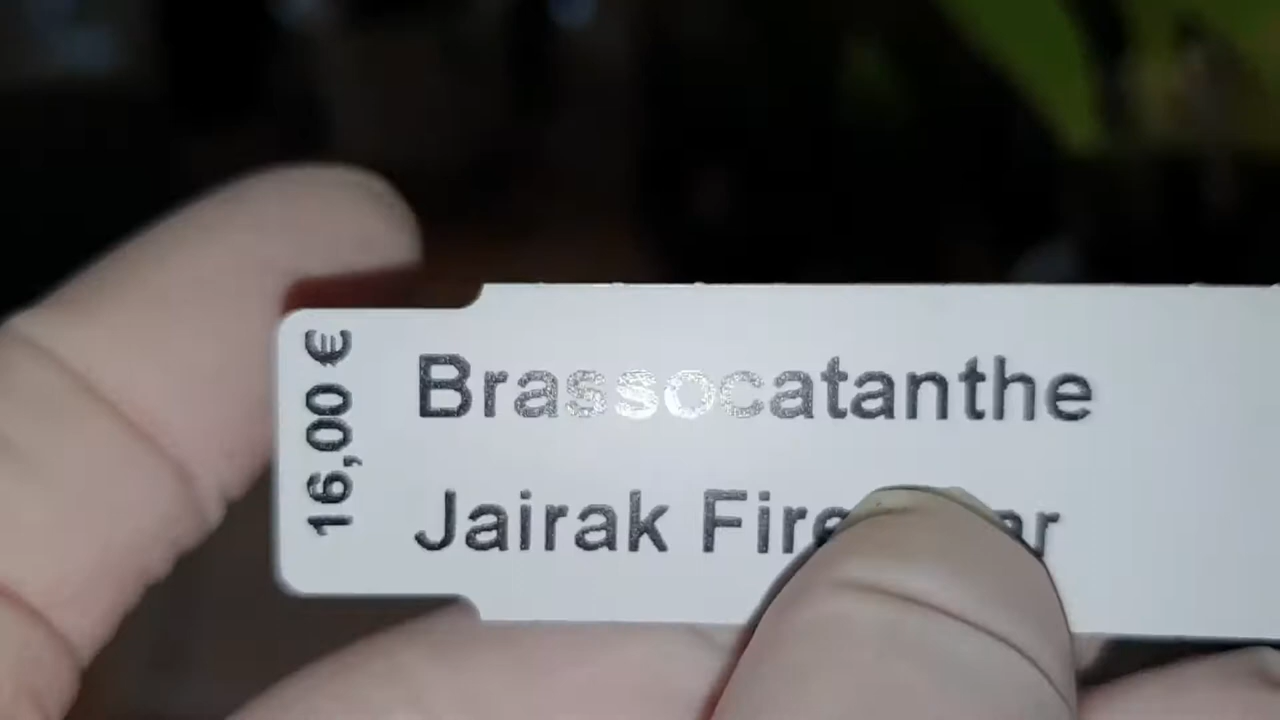 16,00 €
Brassocatanthe
Jairak